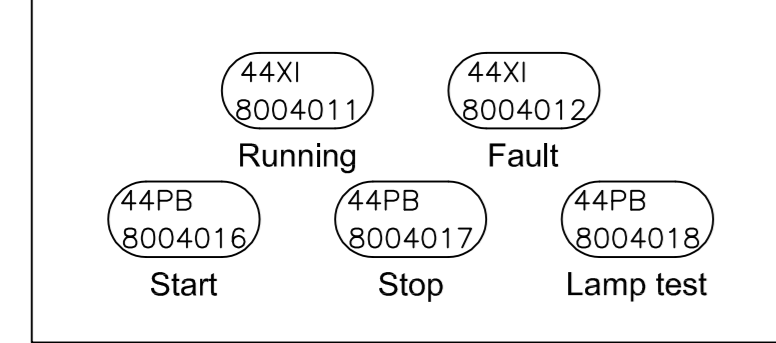 44XI
8004011
Running
44XI
8004012
Fault
44PB
8004016
Start
44PB
8004017
Stop
44PB
8004018
Lamp test